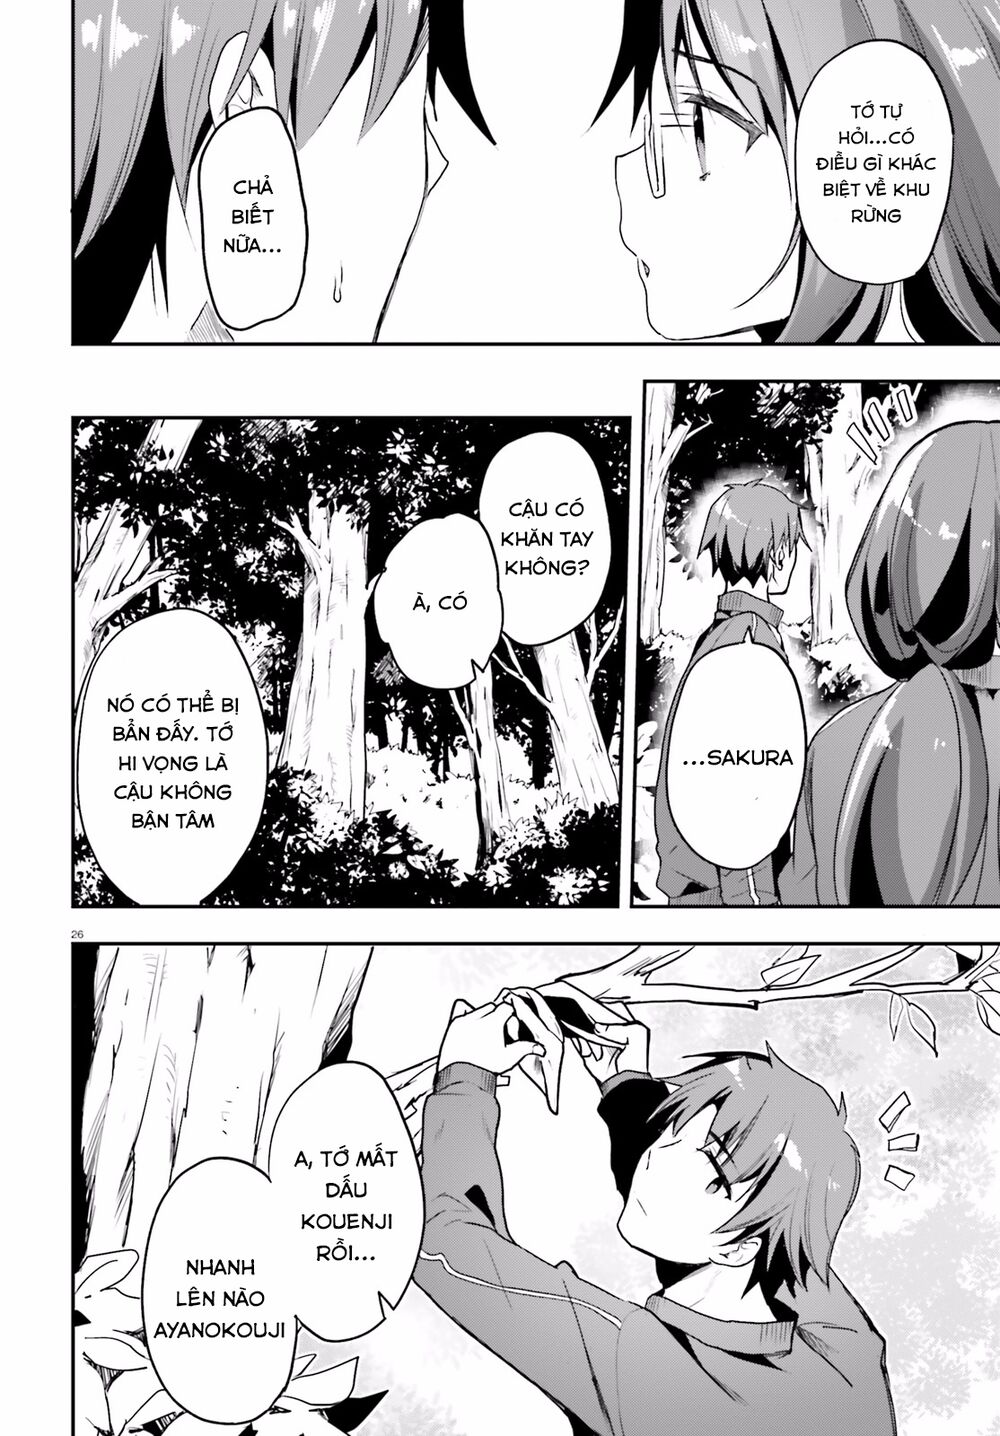 TỚ TỰ
HỎI...CÓ
ĐIỀU GÌ KHÁC
BIỆT VỀ KHU
RỪNG
CHẢ
BIẾT
NỮA...
...SAKURA
CẬU CÓ
KHĂN TAY
KHÔNG?
À, CÓ
NÓ CÓ THỂ BỊ
BẨN ĐẤY. TỚ
HI VỌNG LÀ
CẬU KHÔNG
BẬN TÂM
26
A, TỚ MẤT
DẤU
KOUENJI
RỒI...
NHANH
LÊN NÀO
AYANOKOUJI